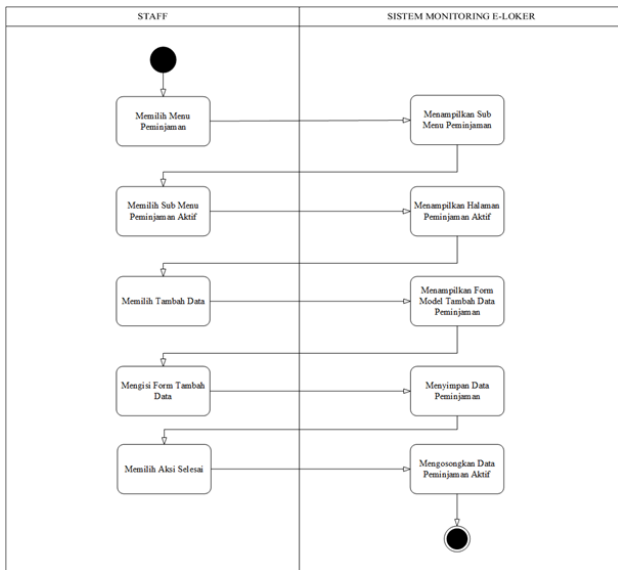 STAFF
SISTEM MONITORING E-LOKER
Memilih Menu
Peminjaman
Menampilkan Sub
Menu Peminjaman
Memilih Sub Menu
Peminjaman Aktif
Menampilkan Halaman
Peminjaman Aktif
Memilih Tambah Data
Menampilkan Form
Model Tambah Data
Peminjaman
Mengisi Form Tambah
Data
Menyimpan Data
Peminjaman
Memilih Aksi Selesai
Mengosongkan Data
Peminjaman Aktif